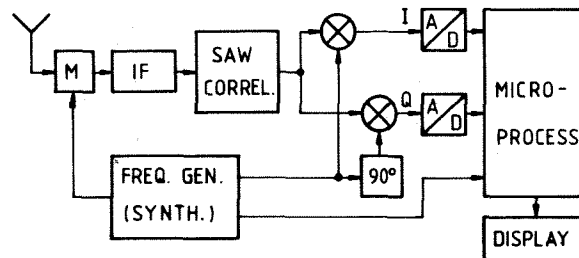 I
A
D
M
IF
SAW
CORREL.
Q
A
D
MICRO-
PROCESS
FREQ. GEN.
(SYNTH.)
90°
DISPLAY